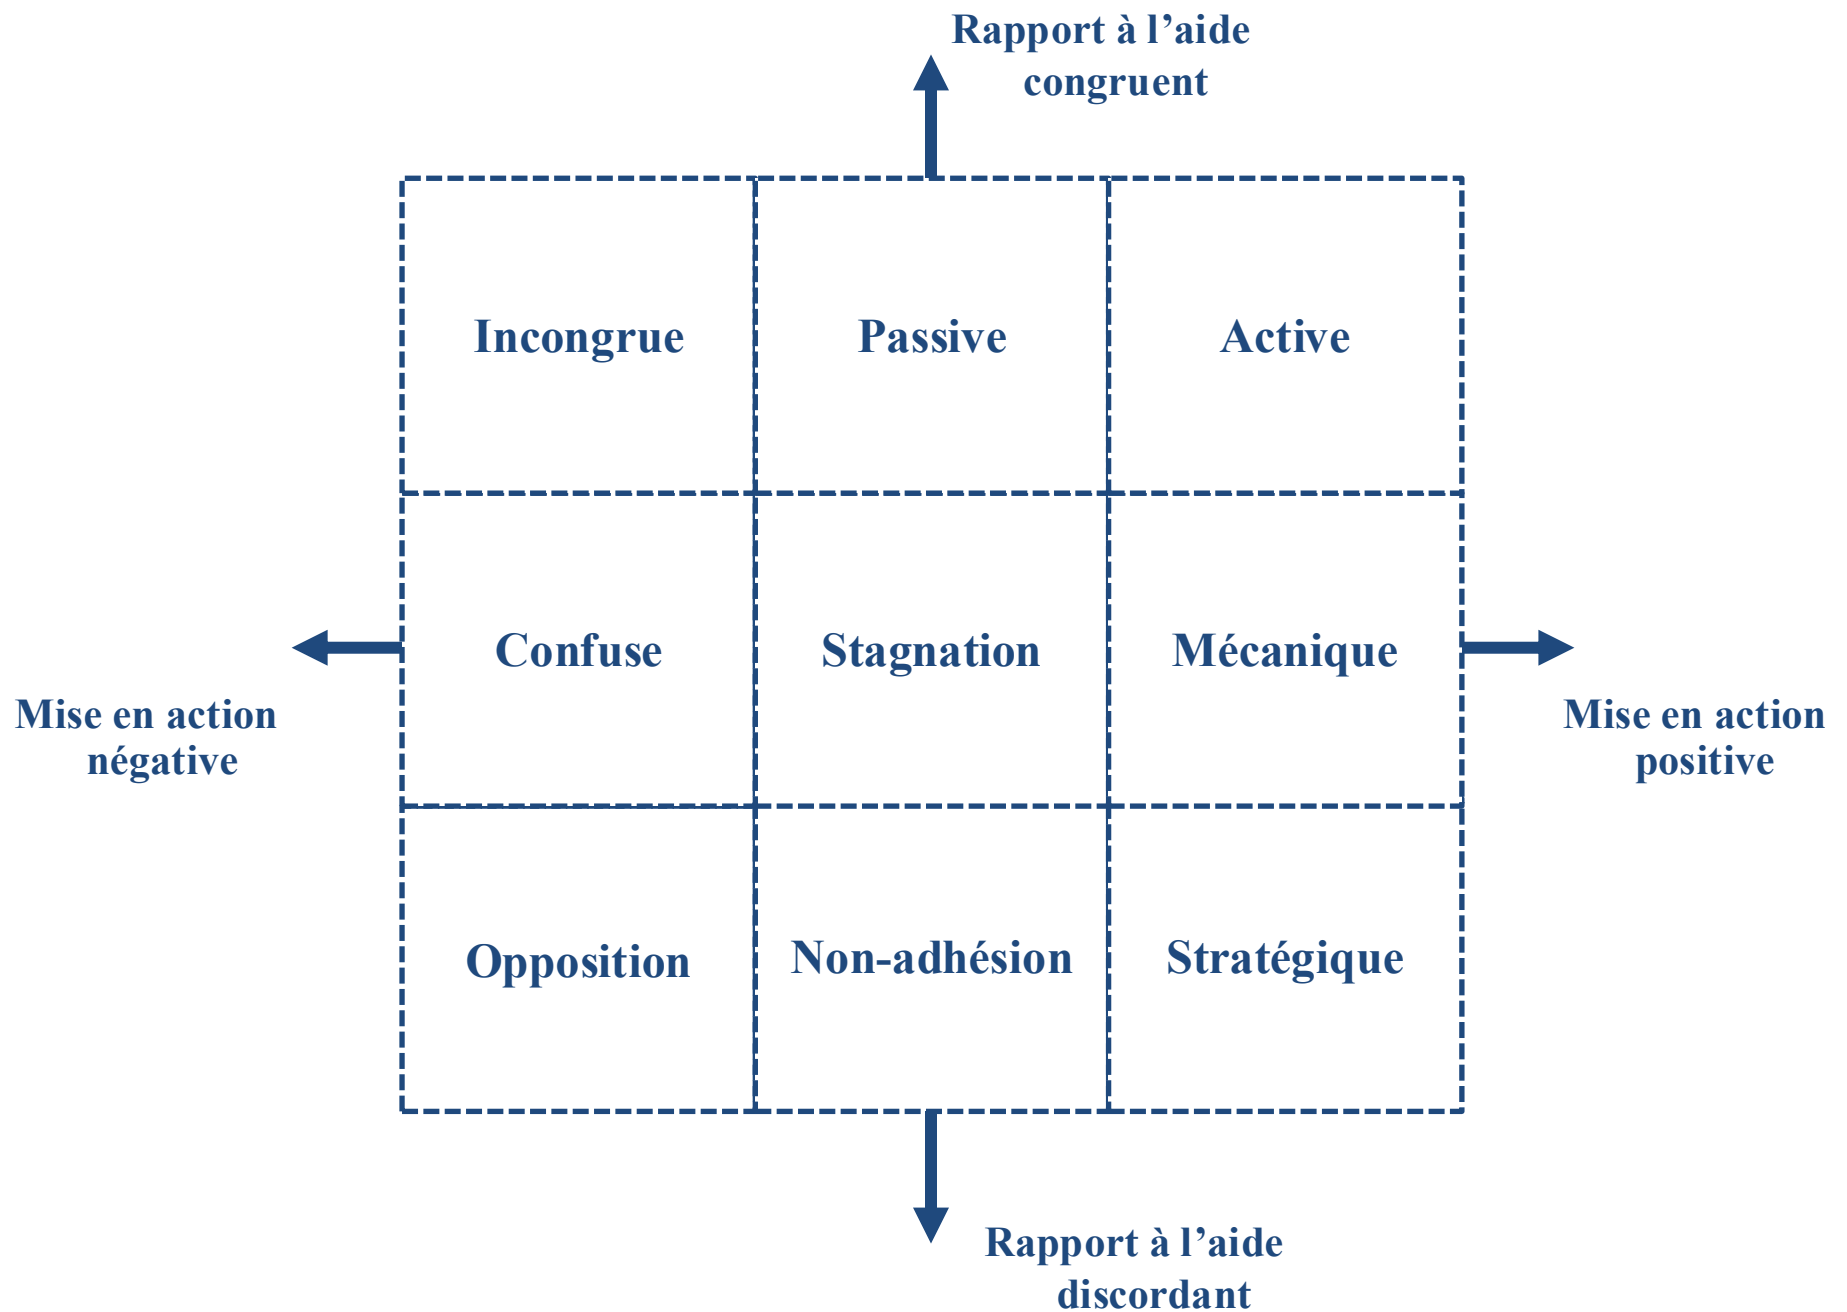 Rapport à l’aide
congruent
Incongrue
Passive
Active
Confuse
Stagnation
Mécanique
Mise en action
négative
Mise en action
positive
Opposition
Non-adhésion
Stratégique
Rapport à l’aide
discordant